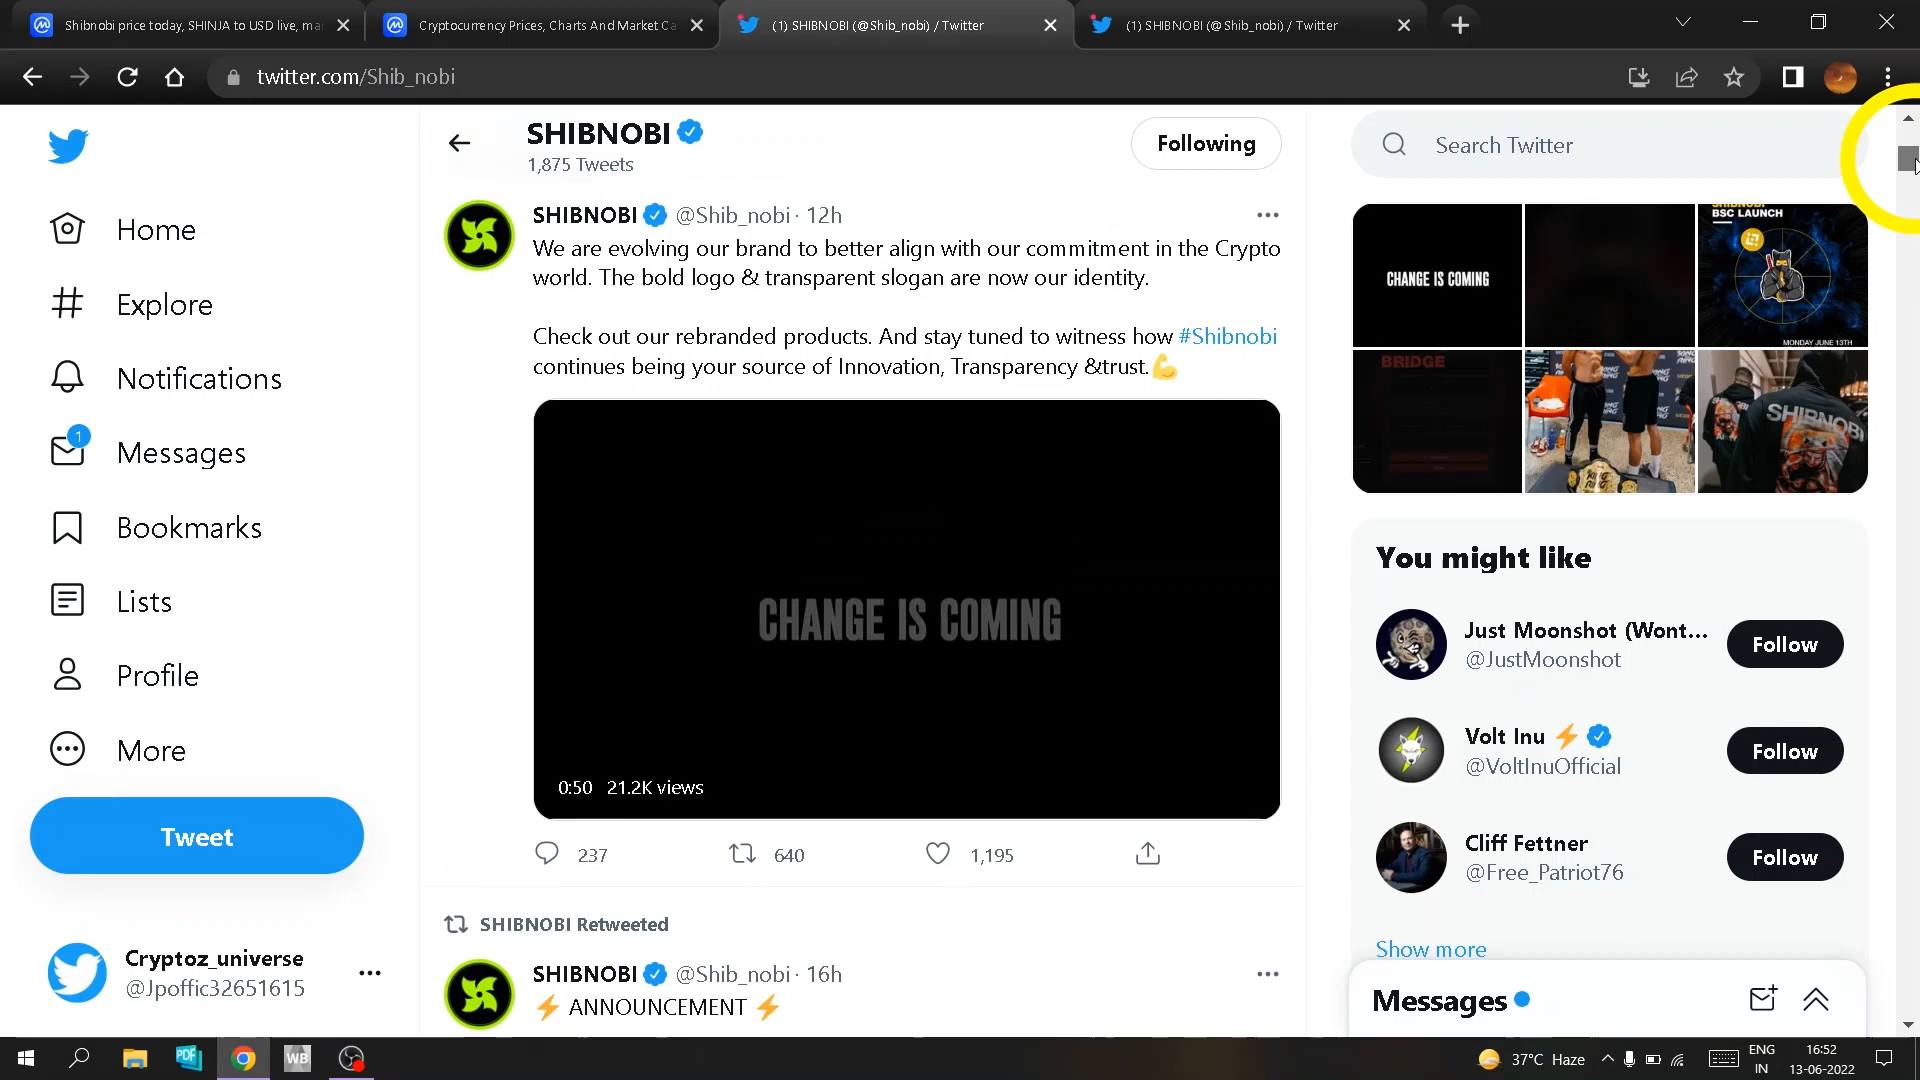 Shibnobi price today, SHINJA to USD live, ma
Cryptocurrency Prices, Charts And Market Ca
(1) SHIBNOBI (@Shib_nobi) / Twitter
(1) SHIBNOBI (@Shib_nobi) / Twitter
twitter.com/Shib_nobi
Home
Explore
Notifications
1
Messages
Bookmarks
Lists
Profile
More
Tweet
Cryptoz_universe
@Jpoffic32651615
SHIBNOBI
1,875 Tweets
Following
SHIBNOBI @Shib_nobi · 12h
We are evolving our brand to better align with our commitment in the Crypto
world. The bold logo & transparent slogan are now our identity.
Check out our rebranded products. And stay tuned to witness how #Shibnobi
continues being your source of Innovation, Transparency &trust.💪
CHANGE IS COMING
0:50 21.2K views
237 640 1,195
SHIBNOBI Retweeted
SHIBNOBI @Shib_nobi · 16h
⚡ ANNOUNCEMENT ⚡
Search Twitter
CHANGE IS COMING
SHIBNOBI
BSC LAUNCH
MONDAY JUNE 13TH
BRIDGE
SHIBNOBI
You might like
Just Moonshot (Wont...
@JustMoonshot
Follow
Volt Inu ⚡
@VoltInuOfficial
Follow
Cliff Fettner
@Free_Patriot76
Follow
Show more
Messages
PDF
WB
37°C Haze
ENG
IN
16:52
13-06-2022